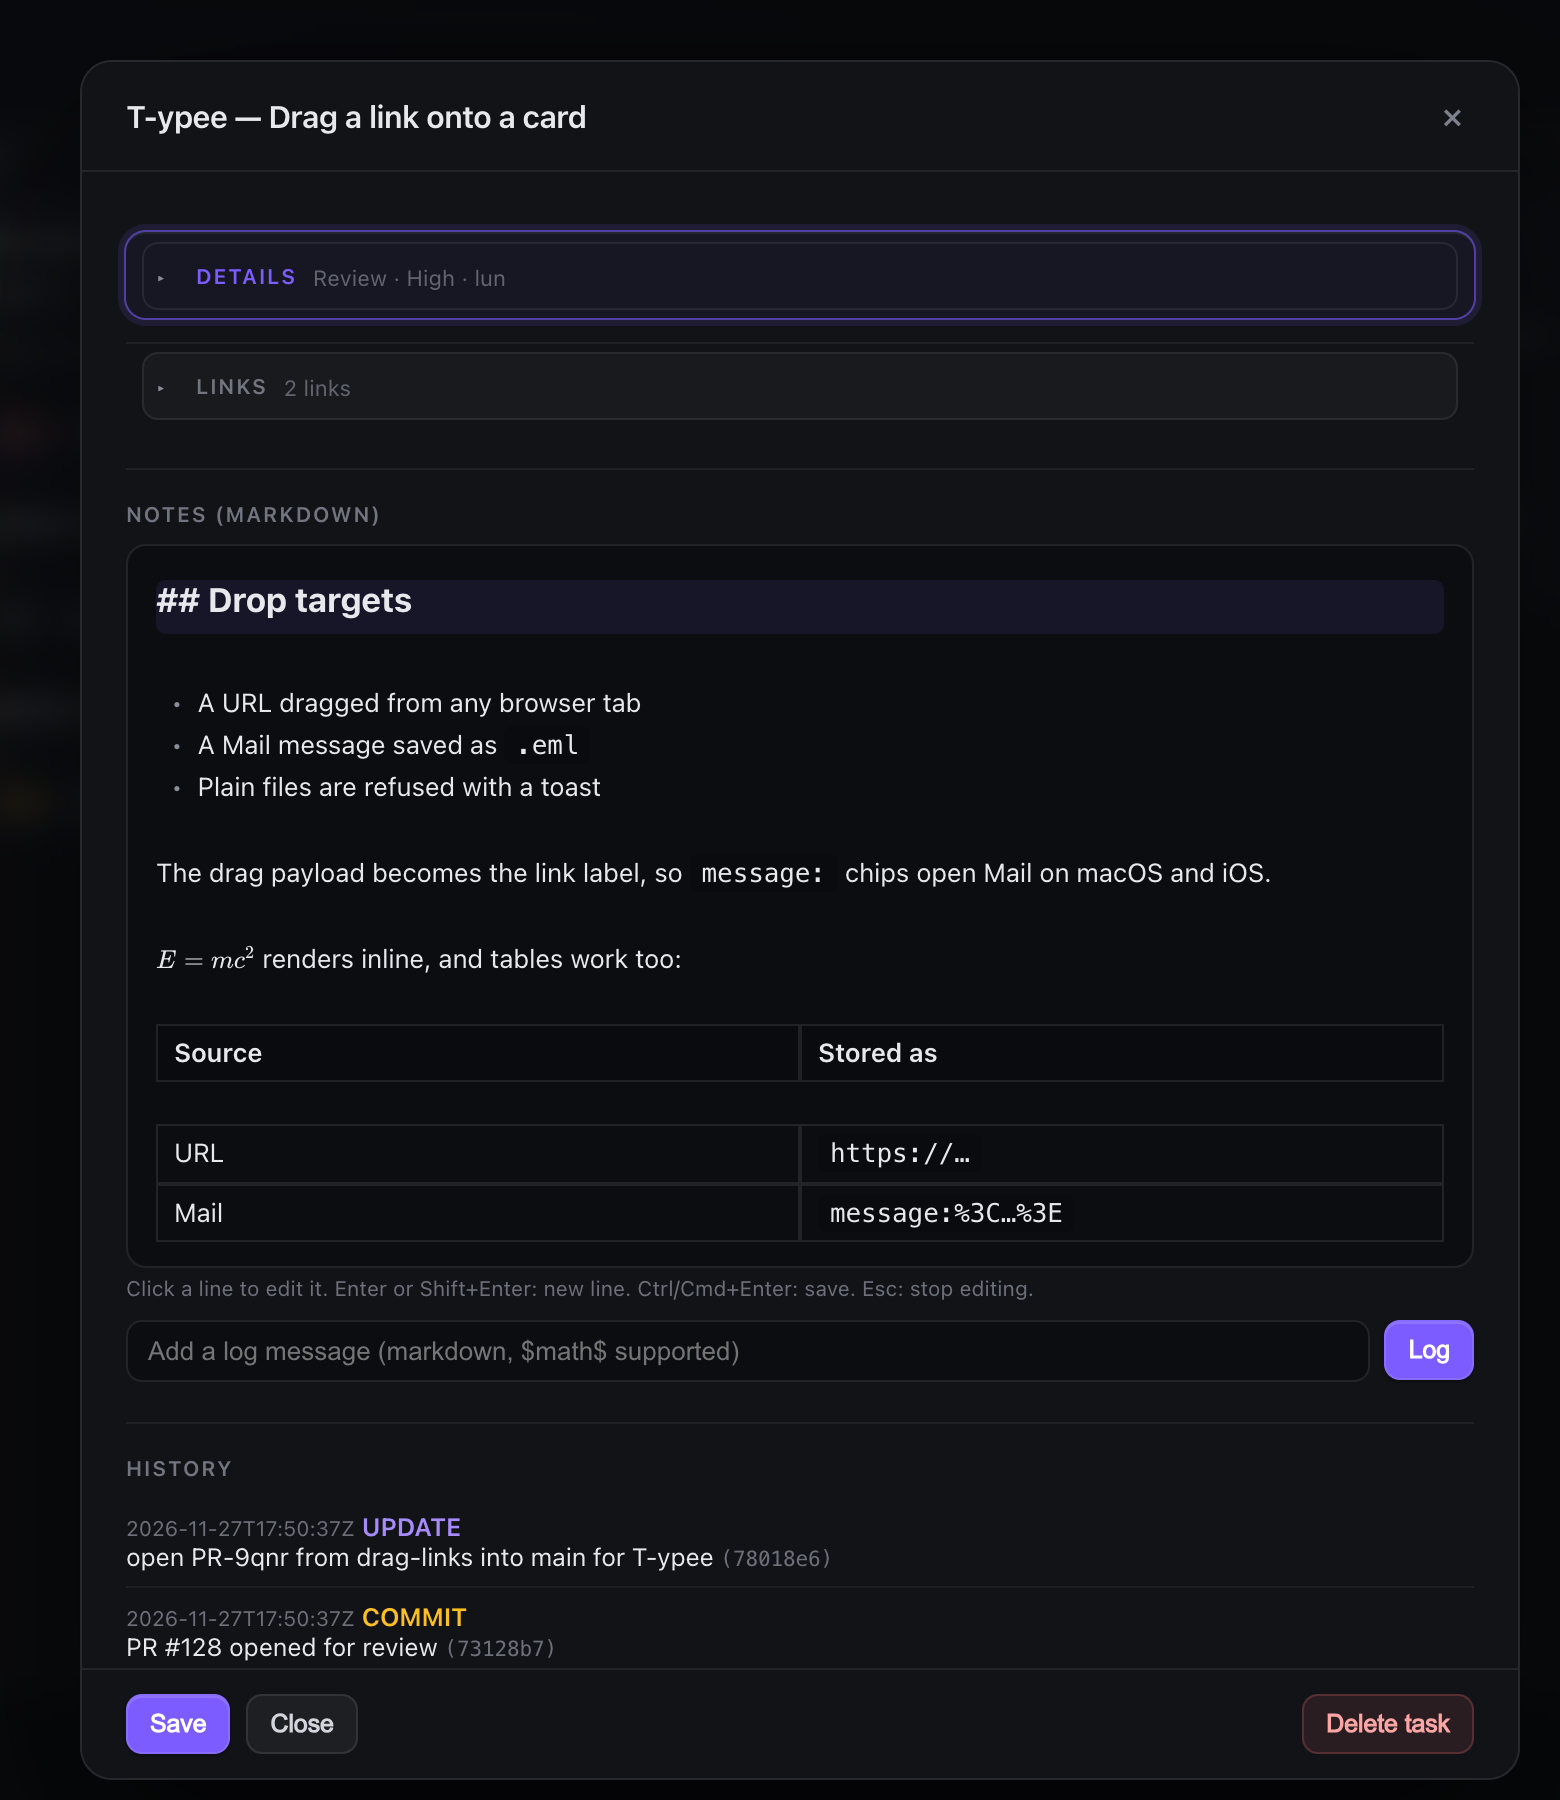 T-ypee — Drag a link onto a card
×
▸ DETAILS Review · High · lun
▸ LINKS 2 links
NOTES (MARKDOWN)
## Drop targets
• A URL dragged from any browser tab
• A Mail message saved as .eml
• Plain files are refused with a toast
The drag payload becomes the link label, so message: chips open Mail on macOS and iOS.
E = mc² renders inline, and tables work too:
Source Stored as
URL https://…
Mail message:%3C…%3E
Click a line to edit it. Enter or Shift+Enter: new line. Ctrl/Cmd+Enter: save. Esc: stop editing.
Add a log message (markdown, $math$ supported) Log
HISTORY
2026-11-27T17:50:37Z UPDATE
open PR-9qnr from drag-links into main for T-ypee (78018e6)
2026-11-27T17:50:37Z COMMIT
PR #128 opened for review (73128b7)
Save Close Delete task